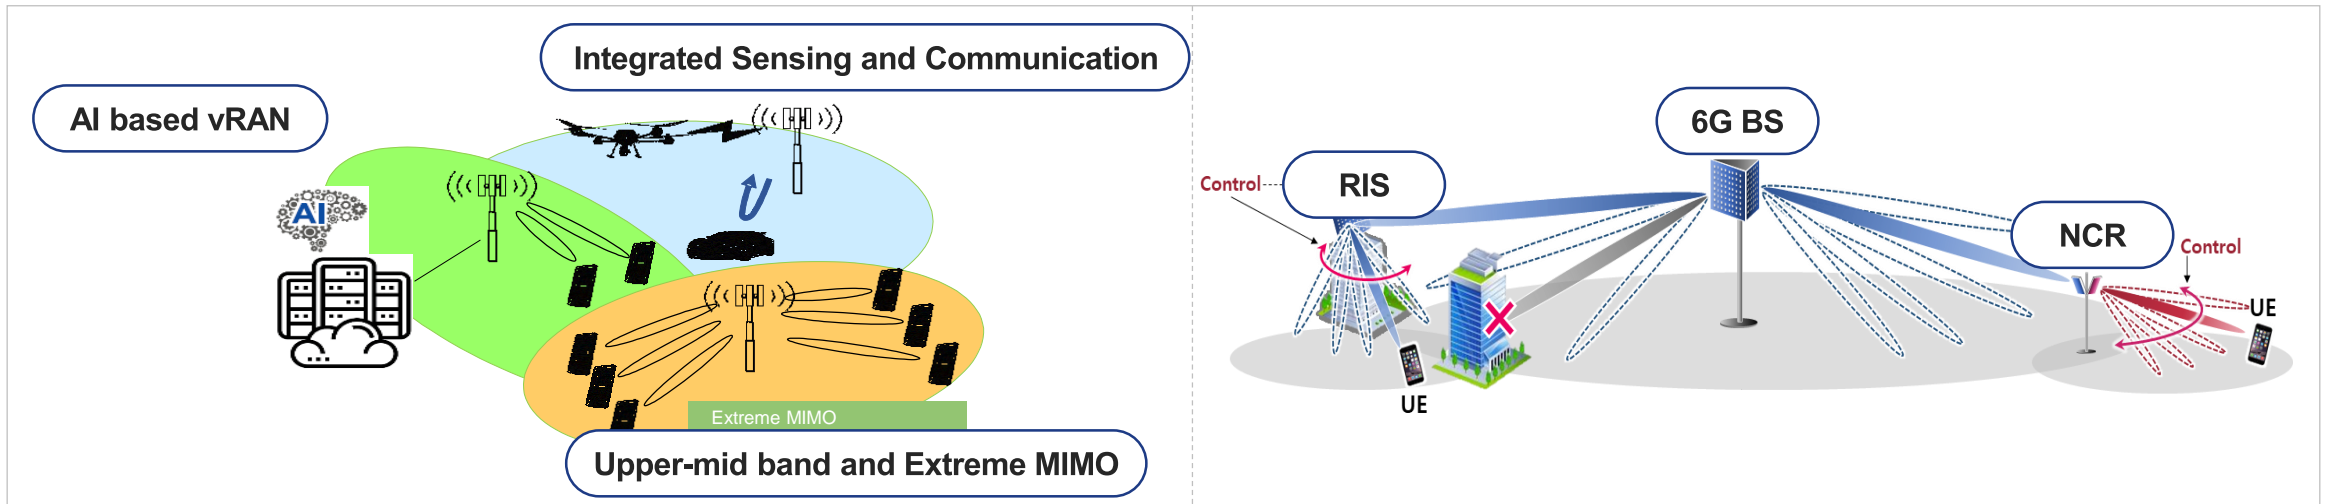 Integrated Sensing and Communication
AI based vRAN
AI
Extreme MIMO
Upper-mid band and Extreme MIMO
6G BS
Control
RIS
NCR
Control
UE
UE